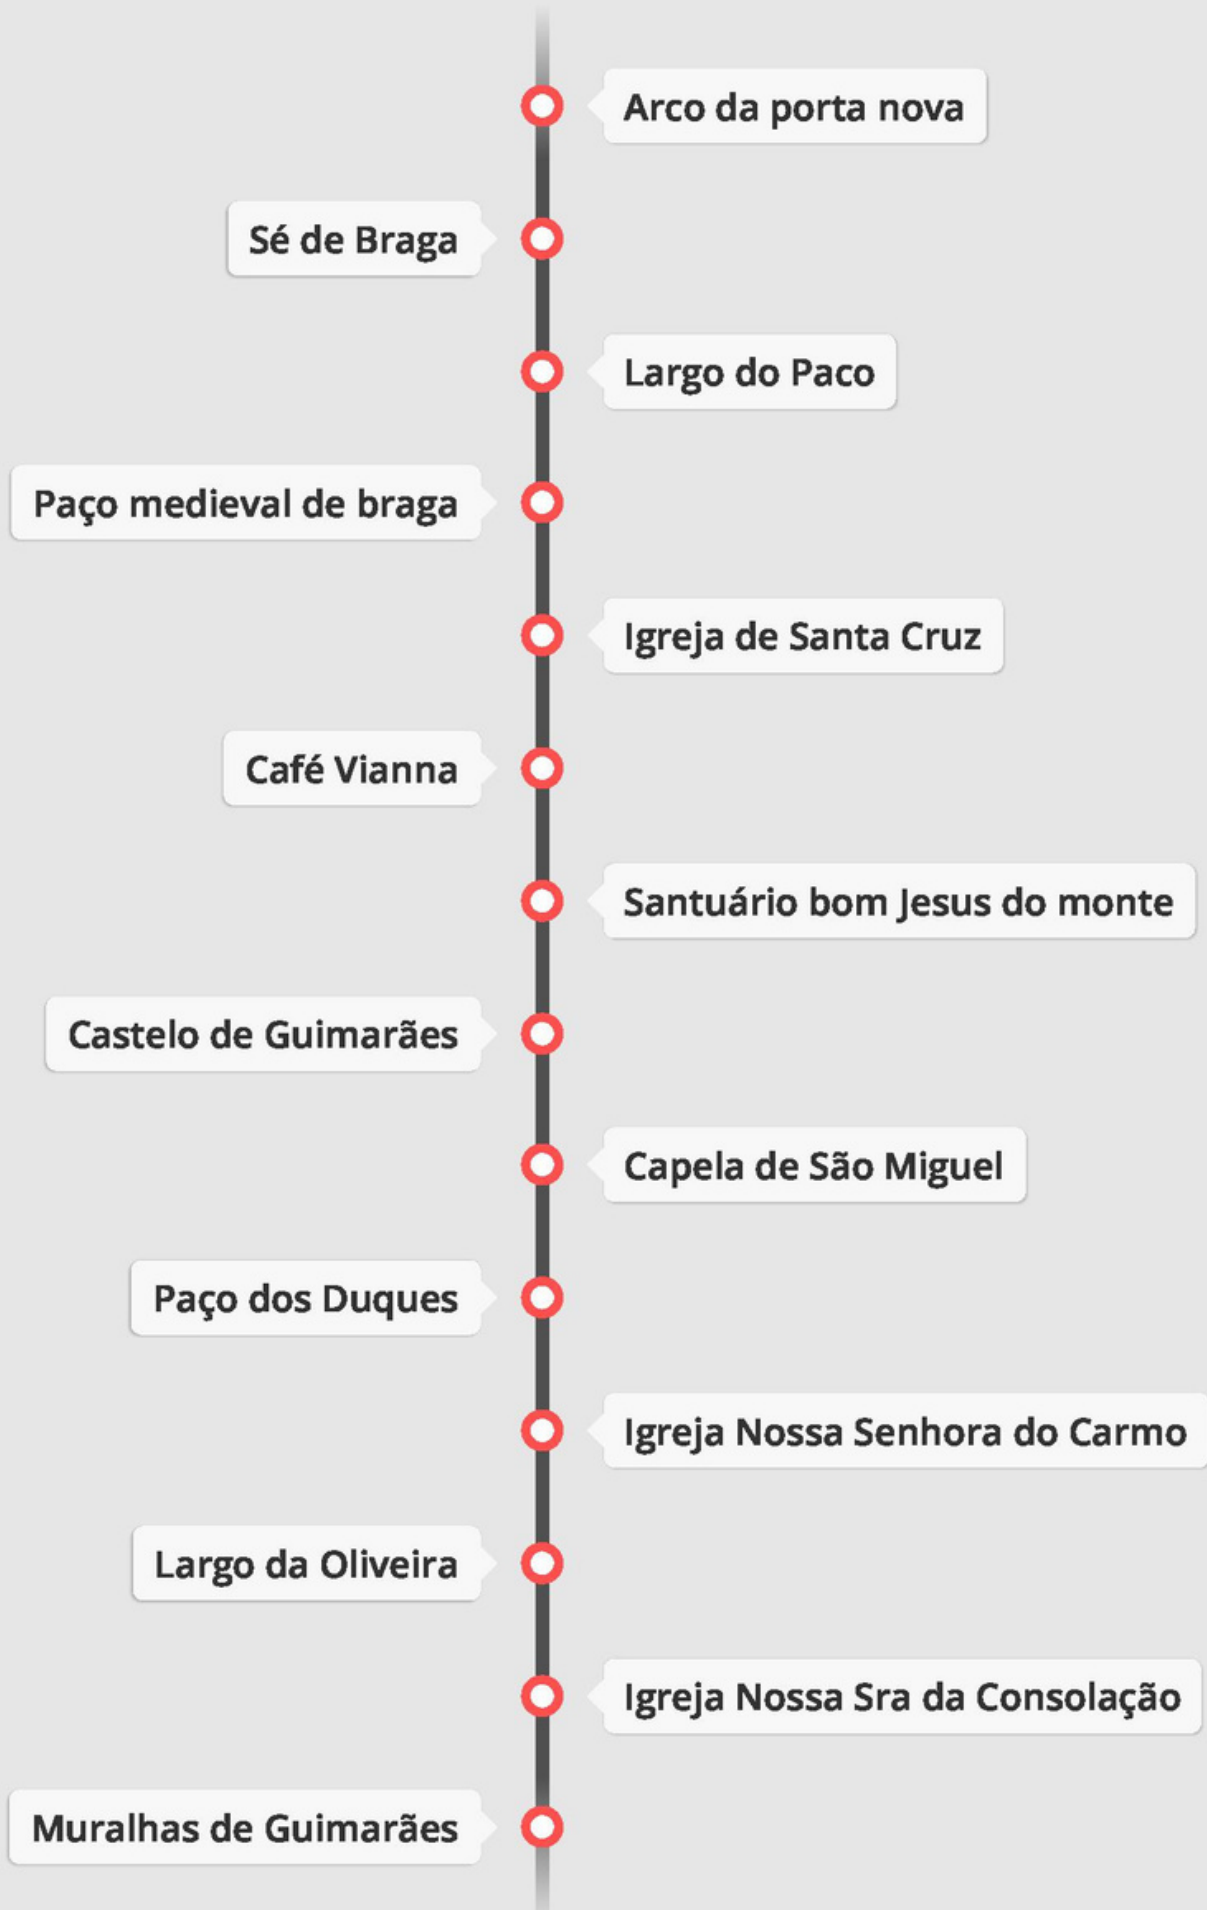 Arco da porta nova
Sé de Braga
Largo do Paco
Paço medieval de braga
Igreja de Santa Cruz
Café Vianna
Santuário bom Jesus do monte
Castelo de Guimarães
Capela de São Miguel
Paço dos Duques
Igreja Nossa Senhora do Carmo
Largo da Oliveira
Igreja Nossa Sra da Consolação
Muralhas de Guimarães